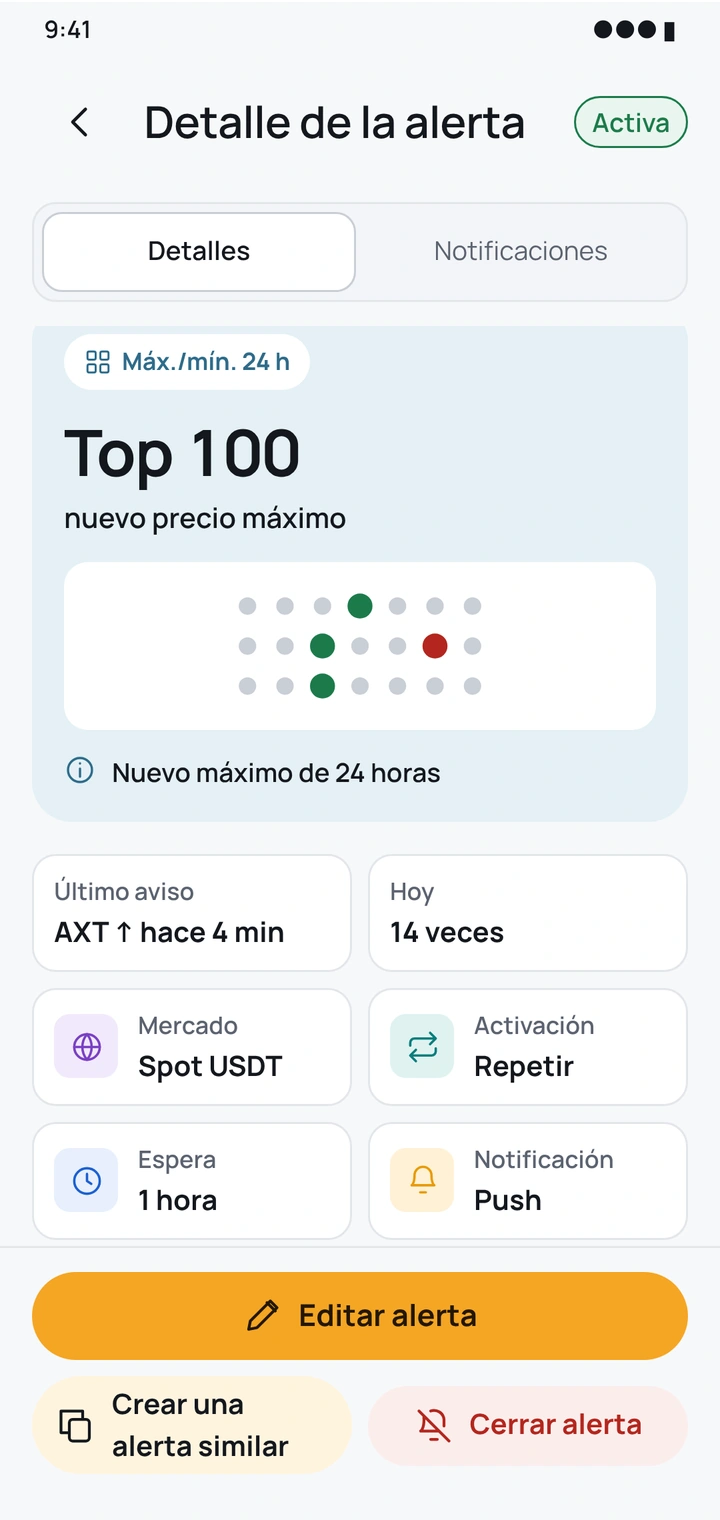 9:41
Detalle de la alerta
Activa
Detalles
Notificaciones
Máx./mín. 24 h
Top 100
nuevo precio máximo
Nuevo máximo de 24 horas
Último aviso
AXT ↑ hace 4 min
Hoy
14 veces
Mercado
Spot USDT
Activación
Repetir
Espera
1 hora
Notificación
Push
Editar alerta
Crear una
alerta similar
Cerrar alerta